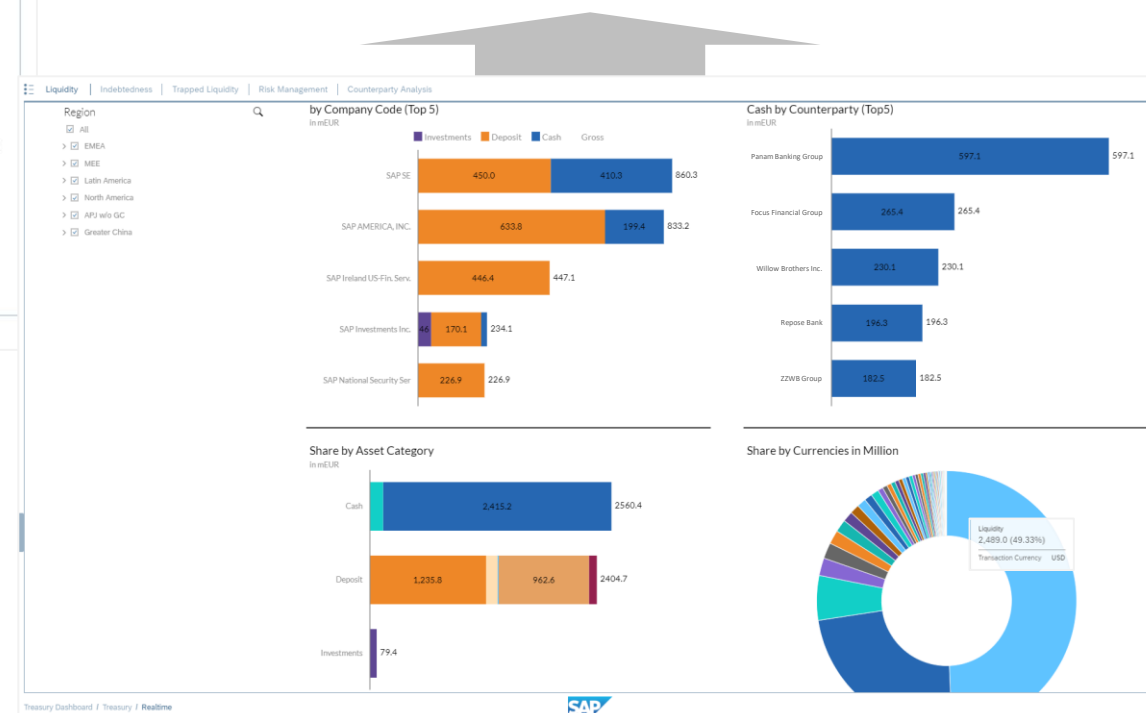 Liquidity | Indebtedness | Trapped Liquidity | Risk Management | Counterparty Analysis
Region
All
EMEA
MEE
Latin America
North America
APJ w/o GC
Greater China
by Company Code (Top 5)
in mEUR
Investments Deposit Cash Gross
SAP SE 450.0 410.3 860.3
SAP AMERICA, INC. 633.8 199.4 833.2
SAP Ireland US-Fin. Serv. 446.4 447.1
SAP Investments Inc. 46 170.1 234.1
SAP National Security Ser 226.9 226.9
Cash by Counterparty (Top5)
in mEUR
Panam Banking Group 597.1 597.1
Focus Financial Group 265.4 265.4
Willow Brothers Inc. 230.1 230.1
Repose Bank 196.3 196.3
ZZWB Group 182.5 182.5
Share by Asset Category
in mEUR
Cash 2,415.2 2560.4
Deposit 1,235.8 962.6 2404.7
Investments 79.4
Share by Currencies in Million
Liquidity
2,489.0 (49.33%)
Transaction Currency USD
Treasury Dashboard / Treasury / Realtime
SAP